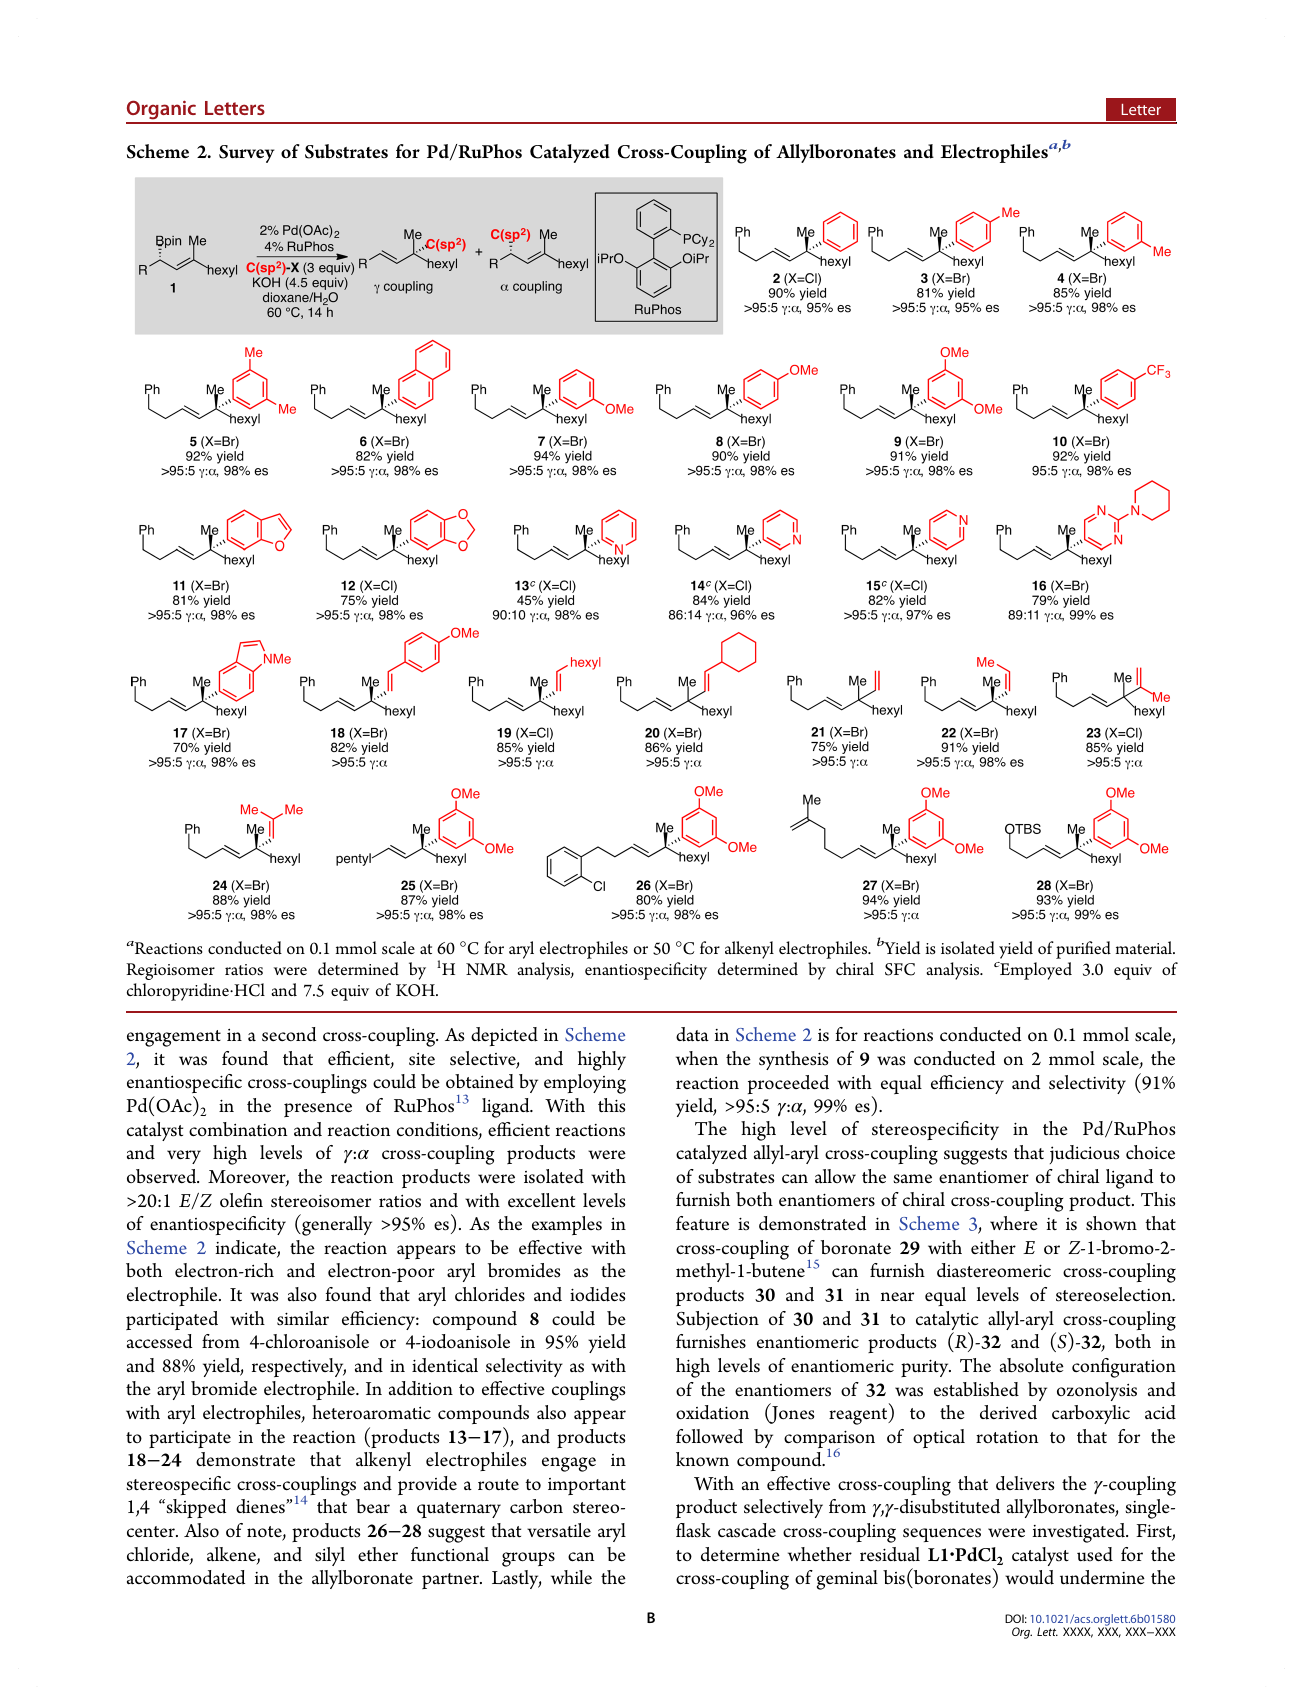 Organic Letters
Letter
Scheme 2. Survey of Substrates for Pd/RuPhos Catalyzed Cross-Coupling of Allylboronates and Electrophilesa,b
Bpin Me
R
hexyl
1
2% Pd(OAc)2
4% RuPhos
C(sp2)-X (3 equiv)
KOH (4.5 equiv)
dioxane/H2O
60 °C, 14 h
R
Me
C(sp2)
hexyl
γ coupling
+
C(sp2) Me
R
hexyl
α coupling
PCy2
iPrO
OiPr
RuPhos
Ph
Me
hexyl
2 (X=Cl)
90% yield
>95:5 γ:α, 95% es
Ph
Me
Me
hexyl
3 (X=Br)
81% yield
>95:5 γ:α, 95% es
Ph
Me
Me
hexyl
4 (X=Br)
85% yield
>95:5 γ:α, 98% es
Ph
Me
Me
Me
hexyl
5 (X=Br)
92% yield
>95:5 γ:α, 98% es
Ph
Me
hexyl
6 (X=Br)
82% yield
>95:5 γ:α, 98% es
Ph
Me
OMe
hexyl
7 (X=Br)
94% yield
>95:5 γ:α, 98% es
Ph
Me
OMe
hexyl
8 (X=Br)
90% yield
>95:5 γ:α, 98% es
OMe
Ph
Me
OMe
hexyl
9 (X=Br)
91% yield
>95:5 γ:α, 98% es
Ph
Me
CF3
hexyl
10 (X=Br)
92% yield
95:5 γ:α, 98% es
Ph
Me
O
hexyl
11 (X=Br)
81% yield
>95:5 γ:α, 98% es
Ph
Me
O
O
hexyl
12 (X=Cl)
75% yield
>95:5 γ:α, 98% es
Ph
Me
N
hexyl
13c (X=Cl)
45% yield
90:10 γ:α, 98% es
Ph
Me
N
hexyl
14c (X=Cl)
84% yield
86:14 γ:α, 96% es
Ph
Me
N
hexyl
15c (X=Cl)
82% yield
>95:5 γ:α, 97% es
Ph
Me
N
N
N
hexyl
16 (X=Br)
79% yield
89:11 γ:α, 99% es
Ph
Me
NMe
hexyl
17 (X=Br)
70% yield
>95:5 γ:α, 98% es
Ph
Me
OMe
hexyl
18 (X=Br)
82% yield
>95:5 γ:α
Ph
Me
hexyl
hexyl
19 (X=Cl)
85% yield
>95:5 γ:α
Ph
Me
hexyl
20 (X=Br)
86% yield
>95:5 γ:α
Ph
Me
hexyl
21 (X=Br)
75% yield
>95:5 γ:α
Me
Ph
Me
hexyl
22 (X=Br)
91% yield
>95:5 γ:α, 98% es
Ph
Me
Me
hexyl
23 (X=Cl)
85% yield
>95:5 γ:α
Me Me
Ph
Me
hexyl
24 (X=Br)
88% yield
>95:5 γ:α, 98% es
OMe
Me
OMe
pentyl
hexyl
25 (X=Br)
87% yield
>95:5 γ:α, 98% es
OMe
Me
OMe
hexyl
Cl
26 (X=Br)
80% yield
>95:5 γ:α, 98% es
Me
OMe
Me
OMe
hexyl
27 (X=Br)
94% yield
>95:5 γ:α
OMe
OTBS
Me
OMe
hexyl
28 (X=Br)
93% yield
>95:5 γ:α, 99% es
aReactions conducted on 0.1 mmol scale at 60 °C for aryl electrophiles or 50 °C for alkenyl electrophiles. bYield is isolated yield of purified material.
Regioisomer ratios were determined by 1H NMR analysis, enantiospecificity determined by chiral SFC analysis. cEmployed 3.0 equiv of
chloropyridine·HCl and 7.5 equiv of KOH.
engagement in a second cross-coupling. As depicted in Scheme
2, it was found that efficient, site selective, and highly
enantiospecific cross-couplings could be obtained by employing
Pd(OAc)2 in the presence of RuPhos13 ligand. With this
catalyst combination and reaction conditions, efficient reactions
and very high levels of γ:α cross-coupling products were
observed. Moreover, the reaction products were isolated with
>20:1 E/Z olefin stereoisomer ratios and with excellent levels
of enantiospecificity (generally >95% es). As the examples in
Scheme 2 indicate, the reaction appears to be effective with
both electron-rich and electron-poor aryl bromides as the
electrophile. It was also found that aryl chlorides and iodides
participated with similar efficiency: compound 8 could be
accessed from 4-chloroanisole or 4-iodoanisole in 95% yield
and 88% yield, respectively, and in identical selectivity as with
the aryl bromide electrophile. In addition to effective couplings
with aryl electrophiles, heteroaromatic compounds also appear
to participate in the reaction (products 13−17), and products
18−24 demonstrate that alkenyl electrophiles engage in
stereospecific cross-couplings and provide a route to important
1,4 “skipped dienes”14 that bear a quaternary carbon stereo-
center. Also of note, products 26−28 suggest that versatile aryl
chloride, alkene, and silyl ether functional groups can be
accommodated in the allylboronate partner. Lastly, while the
data in Scheme 2 is for reactions conducted on 0.1 mmol scale,
when the synthesis of 9 was conducted on 2 mmol scale, the
reaction proceeded with equal efficiency and selectivity (91%
yield, >95:5 γ:α, 99% es).
The high level of stereospecificity in the Pd/RuPhos
catalyzed allyl-aryl cross-coupling suggests that judicious choice
of substrates can allow the same enantiomer of chiral ligand to
furnish both enantiomers of chiral cross-coupling product. This
feature is demonstrated in Scheme 3, where it is shown that
cross-coupling of boronate 29 with either E or Z-1-bromo-2-
methyl-1-butene15 can furnish diastereomeric cross-coupling
products 30 and 31 in near equal levels of stereoselection.
Subjection of 30 and 31 to catalytic allyl-aryl cross-coupling
furnishes enantiomeric products (R)-32 and (S)-32, both in
high levels of enantiomeric purity. The absolute configuration
of the enantiomers of 32 was established by ozonolysis and
oxidation (Jones reagent) to the derived carboxylic acid
followed by comparison of optical rotation to that for the
known compound.16
With an effective cross-coupling that delivers the γ-coupling
product selectively from γ,γ-disubstituted allylboronates, single-
flask cascade cross-coupling sequences were investigated. First,
to determine whether residual L1·PdCl2 catalyst used for the
cross-coupling of geminal bis(boronates) would undermine the
B
DOI: 10.1021/acs.orglett.6b01580
Org. Lett. XXXX, XXX, XXX−XXX